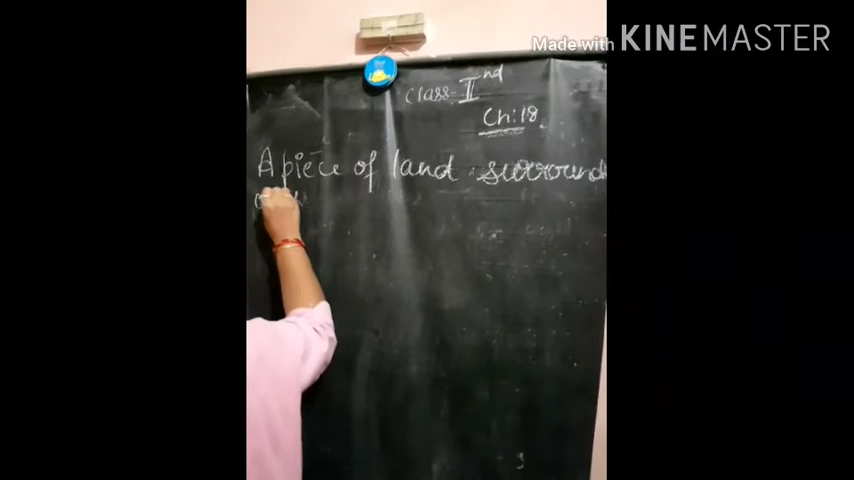 Made with KINEMASTER
Class-IInd
Ch:18
A piece of land surround